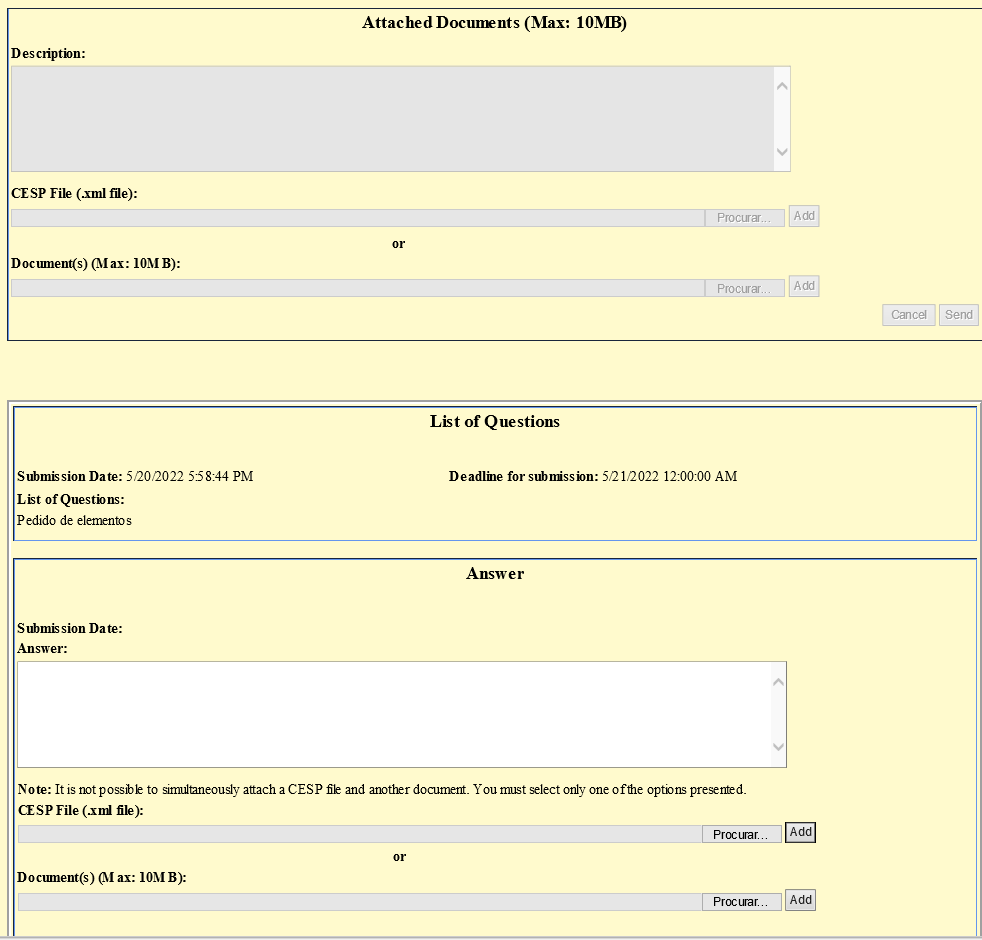 Attached Documents (Max: 10MB)
Description:
CESP File (.xml file):
Procurar... Add
or
Document(s) (Max: 10MB):
Procurar... Add
Cancel Send
List of Questions
Submission Date: 5/20/2022 5:58:44 PM Deadline for submission: 5/21/2022 12:00:00 AM
List of Questions:
Pedido de elementos
Answer
Submission Date:
Answer:
Note: It is not possible to simultaneously attach a CESP file and another document. You must select only one of the options presented.
CESP File (.xml file):
Procurar... Add
or
Document(s) (Max: 10MB):
Procurar... Add